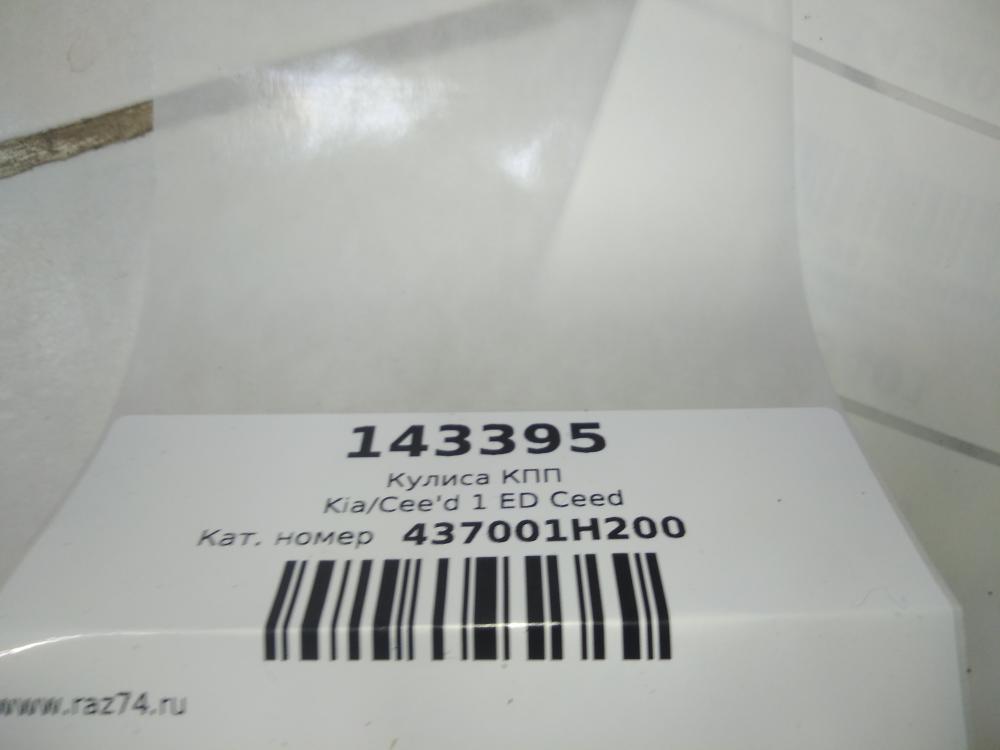 143395
Кулиса КПП
Kia/Cee'd 1 ED Ceed
Кат. номер 437001H200
www.raz74.ru